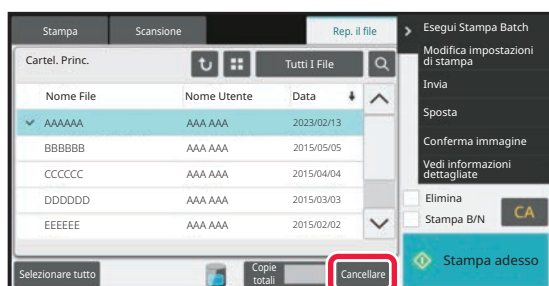 Stampa Scansione Rep. il file
Cartel. Princ. Tutti I File
Nome File Nome Utente Data
AAAAAA AAA AAA 2023/02/13
BBBBBB AAA AAA 2015/05/05
CCCCCC AAA AAA 2015/04/04
DDDDDD AAA AAA 2015/03/03
EEEEEE AAA AAA 2015/02/02
Selezionare tutto Copie
totali Cancellare
Esegui Stampa Batch
Modifica impostazioni
di stampa
Invia
Sposta
Conferma immagine
Vedi informazioni
dettagliate
Elimina
Stampa B/N CA
Stampa adesso